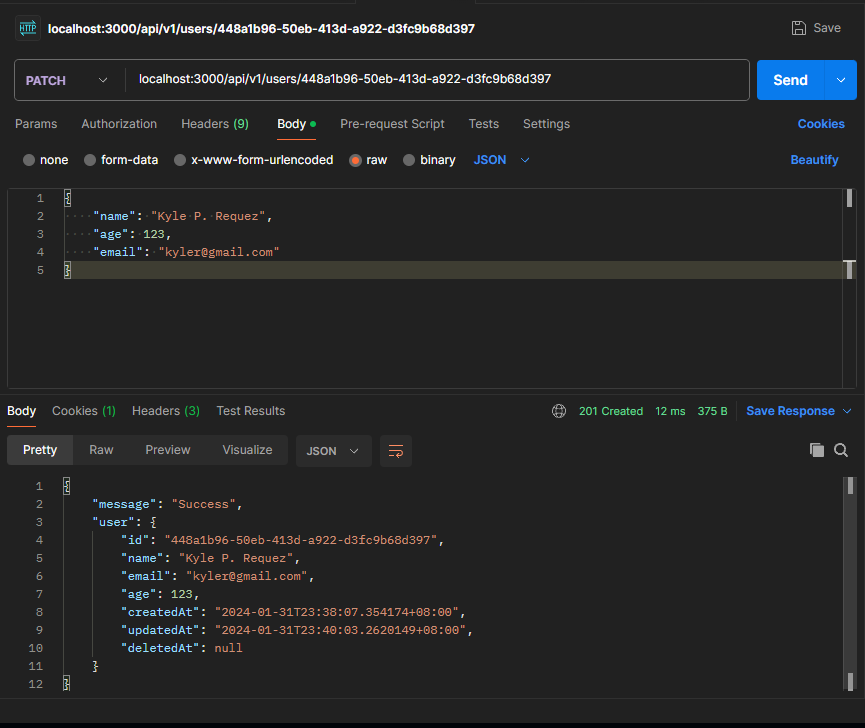 HTTP localhost:3000/api/v1/users/448a1b96-50eb-413d-a922-d3fc9b68d397 Save
PATCH localhost:3000/api/v1/users/448a1b96-50eb-413d-a922-d3fc9b68d397 Send
Params Authorization Headers (9) Body Pre-request Script Tests Settings Cookies
none form-data x-www-form-urlencoded raw binary JSON Beautify
1 {
2 ····"name": "Kyle P. Requez",
3 ····"age": 123,
4 ····"email": "kyler@gmail.com"
5 }
Body Cookies (1) Headers (3) Test Results 201 Created 12 ms 375 B Save Response
Pretty Raw Preview Visualize JSON
1 {
2 "message": "Success",
3 "user": {
4 "id": "448a1b96-50eb-413d-a922-d3fc9b68d397",
5 "name": "Kyle P. Requez",
6 "email": "kyler@gmail.com",
7 "age": 123,
8 "createdAt": "2024-01-31T23:38:07.354174+08:00",
9 "updatedAt": "2024-01-31T23:40:03.2620149+08:00",
10 "deletedAt": null
11 }
12 }